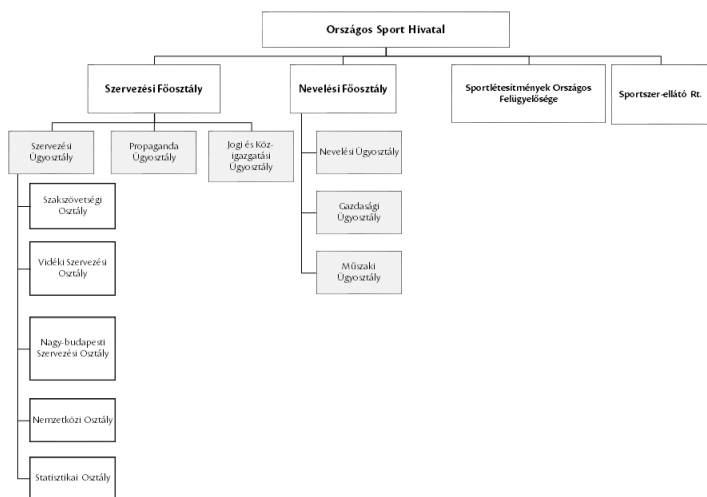 Országos Sport Hivatal
Szervezési Főosztály
Nevelési Főosztály
Sportlétesítmények Országos
Felügyelősége
Sportszer-ellátó Rt.
Szervezési
Ügyosztály
Propaganda
Ügyosztály
Jogi és Köz-
igazgatási
Ügyosztály
Szakszövetségi
Osztály
Vidéki Szervezési
Osztály
Nagy-budapesti
Szervezési Osztály
Nemzetközi Osztály
Statisztikai Osztály
Nevelési Ügyosztály
Gazdasági
Ügyosztály
Műszaki
Ügyosztály